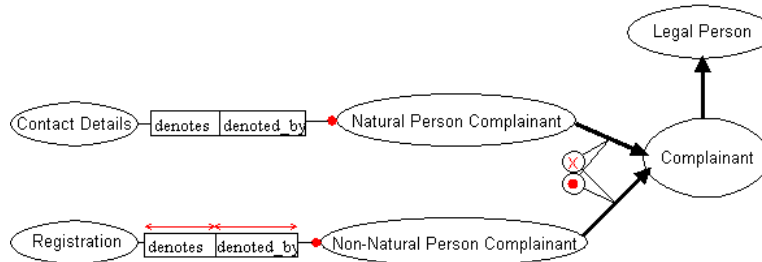 Legal Person
Contact Details
denotes
denoted_by
Natural Person Complainant
X
Complainant
Registration
denotes
denoted_by
Non-Natural Person Complainant